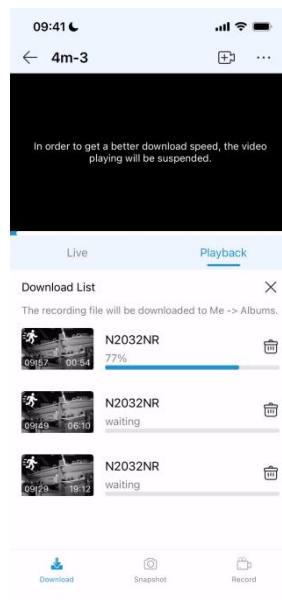 09:41
4m-3
In order to get a better download speed, the video
playing will be suspended.
Live
Playback
Download List
The recording file will be downloaded to Me -> Albums.
N2032NR
77%
09:57 00:54
N2032NR
waiting
09:49 06:10
N2032NR
waiting
09:29 19:12
Download
Snapshot
Record